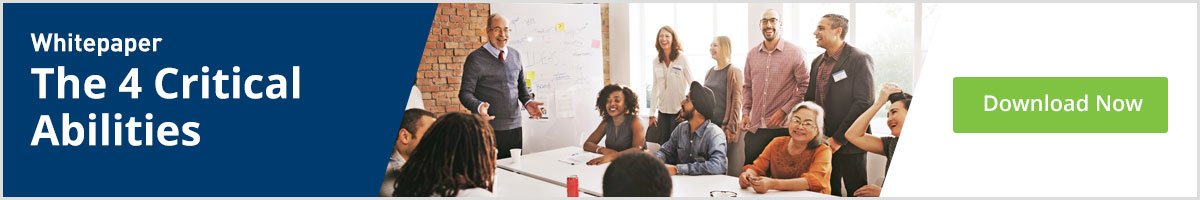 Whitepaper
The 4 Critical
Abilities
Download Now